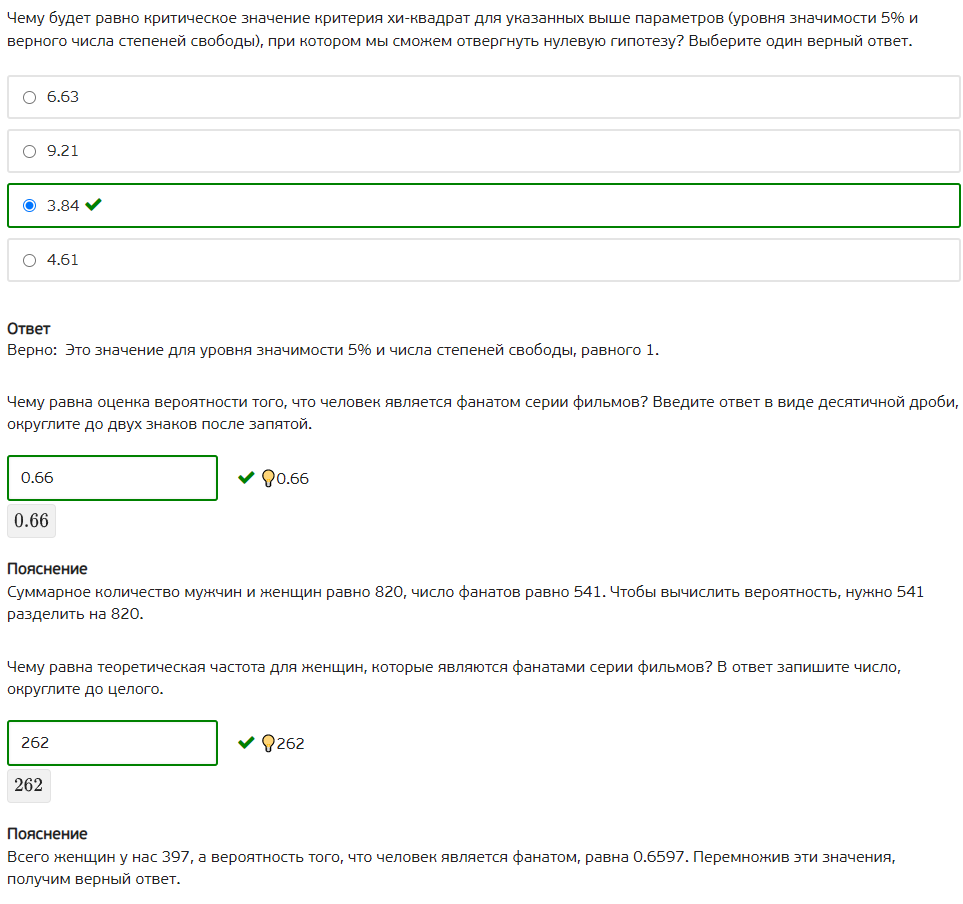 Чему будет равно критическое значение критерия хи-квадрат для указанных выше параметров (уровня значимости 5% и
верного числа степеней свободы), при котором мы сможем отвергнуть нулевую гипотезу? Выберите один верный ответ.
6.63
9.21
3.84
4.61
Ответ
Верно: Это значение для уровня значимости 5% и числа степеней свободы, равного 1.
Чему равна оценка вероятности того, что человек является фанатом серии фильмов? Введите ответ в виде десятичной дроби,
округлите до двух знаков после запятой.
0.66 0.66
0.66
Пояснение
Суммарное количество мужчин и женщин равно 820, число фанатов равно 541. Чтобы вычислить вероятность, нужно 541
разделить на 820.
Чему равна теоретическая частота для женщин, которые являются фанатами серии фильмов? В ответ запишите число,
округлите до целого.
262 262
262
Пояснение
Всего женщин у нас 397, а вероятность того, что человек является фанатом, равна 0.6597. Перемножив эти значения,
получим верный ответ.